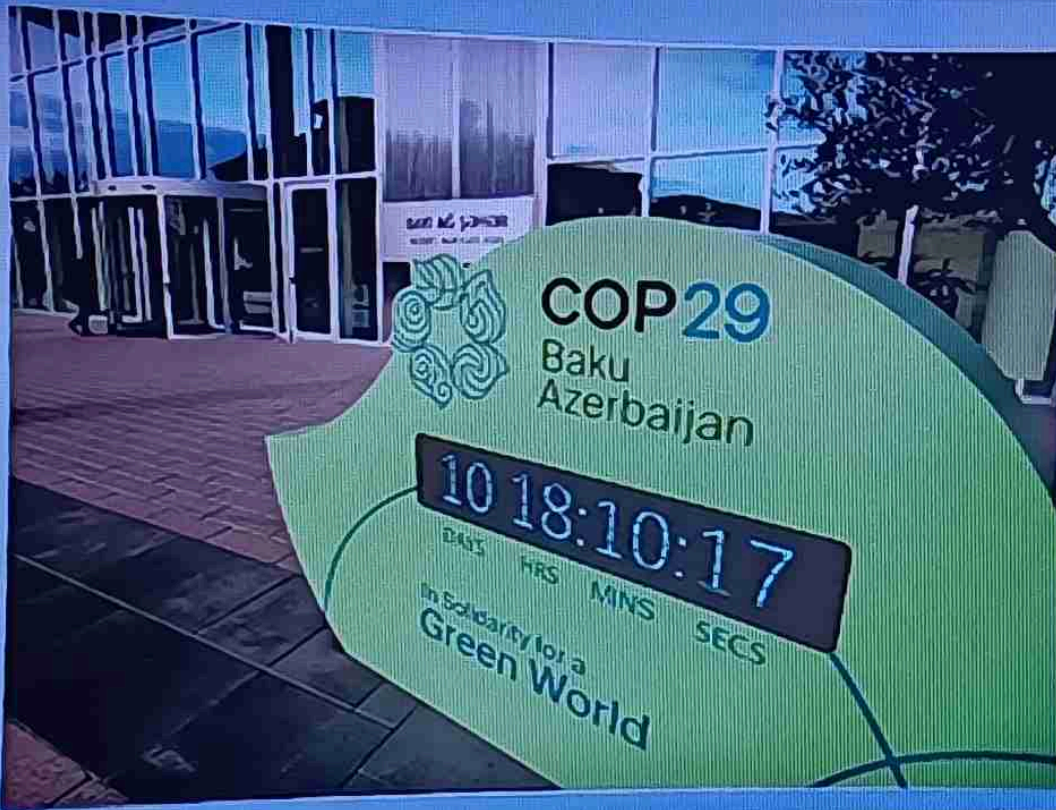 COP29
Baku
Azerbaijan
10 18:10:17
DAYS HRS MINS SECS
In Solidarity for a
Green World